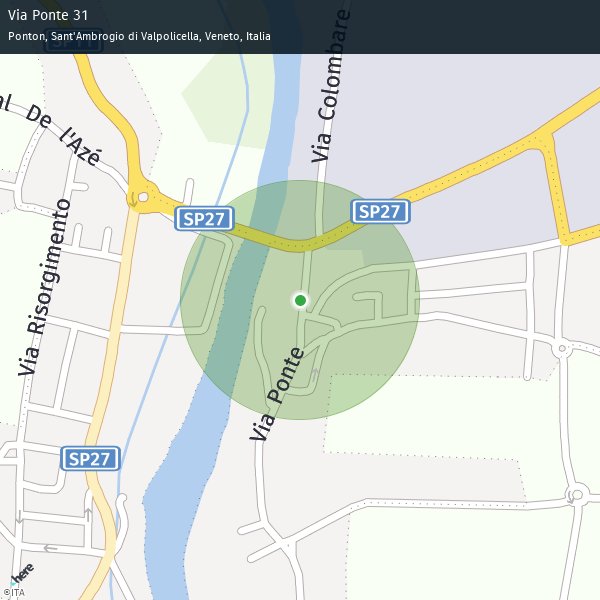 Via Ponte 31
Ponton, Sant'Ambrogio di Valpolicella, Veneto, Italia
Via Colombare
al De l'Azé
SP27
SP27
Via Risorgimento
Via Ponte
SP27
here
©ITA